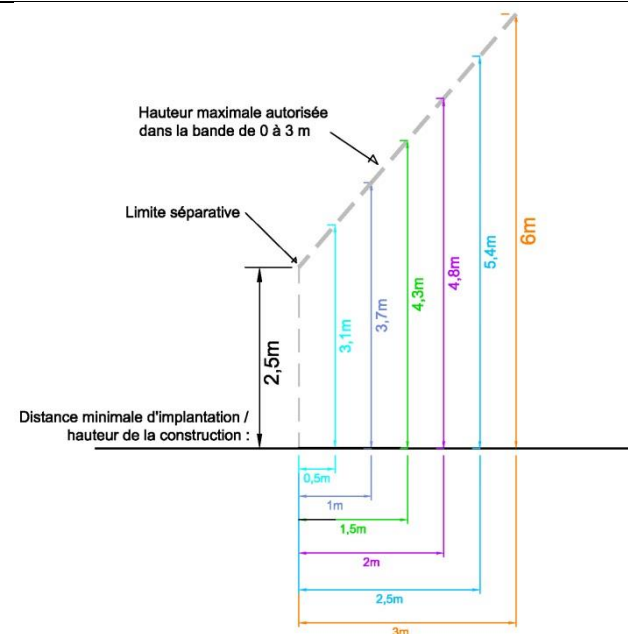 Hauteur maximale autorisée
dans la bande de 0 à 3 m
Limite séparative
2,5m
3,1m
3,7m
4,3m
4,8m
5,4m
6m
Distance minimale d'implantation /
hauteur de la construction :
0,5m
1m
1,5m
2m
2,5m
3m